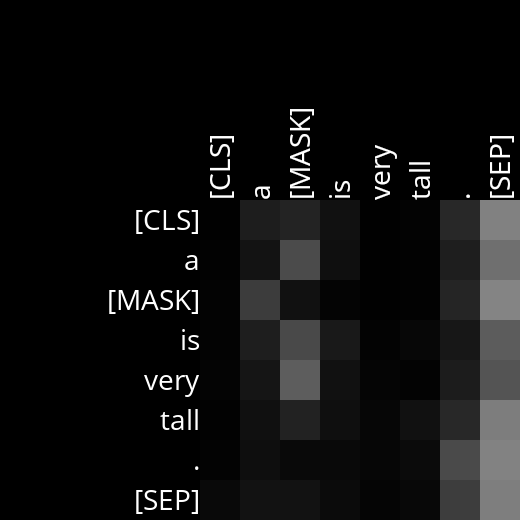 [CLS] a [MASK] is very tall . [SEP]
[CLS]
a
[MASK]
is
very
tall
.
[SEP]